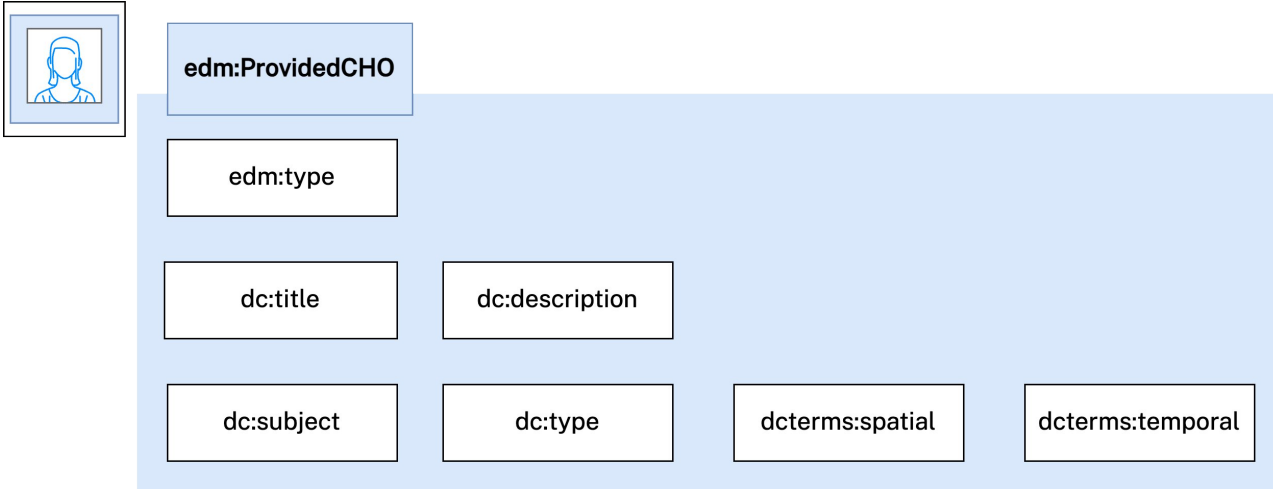 edm:ProvidedCHO
edm:type
dc:title
dc:description
dc:subject
dc:type
dcterms:spatial
dcterms:temporal